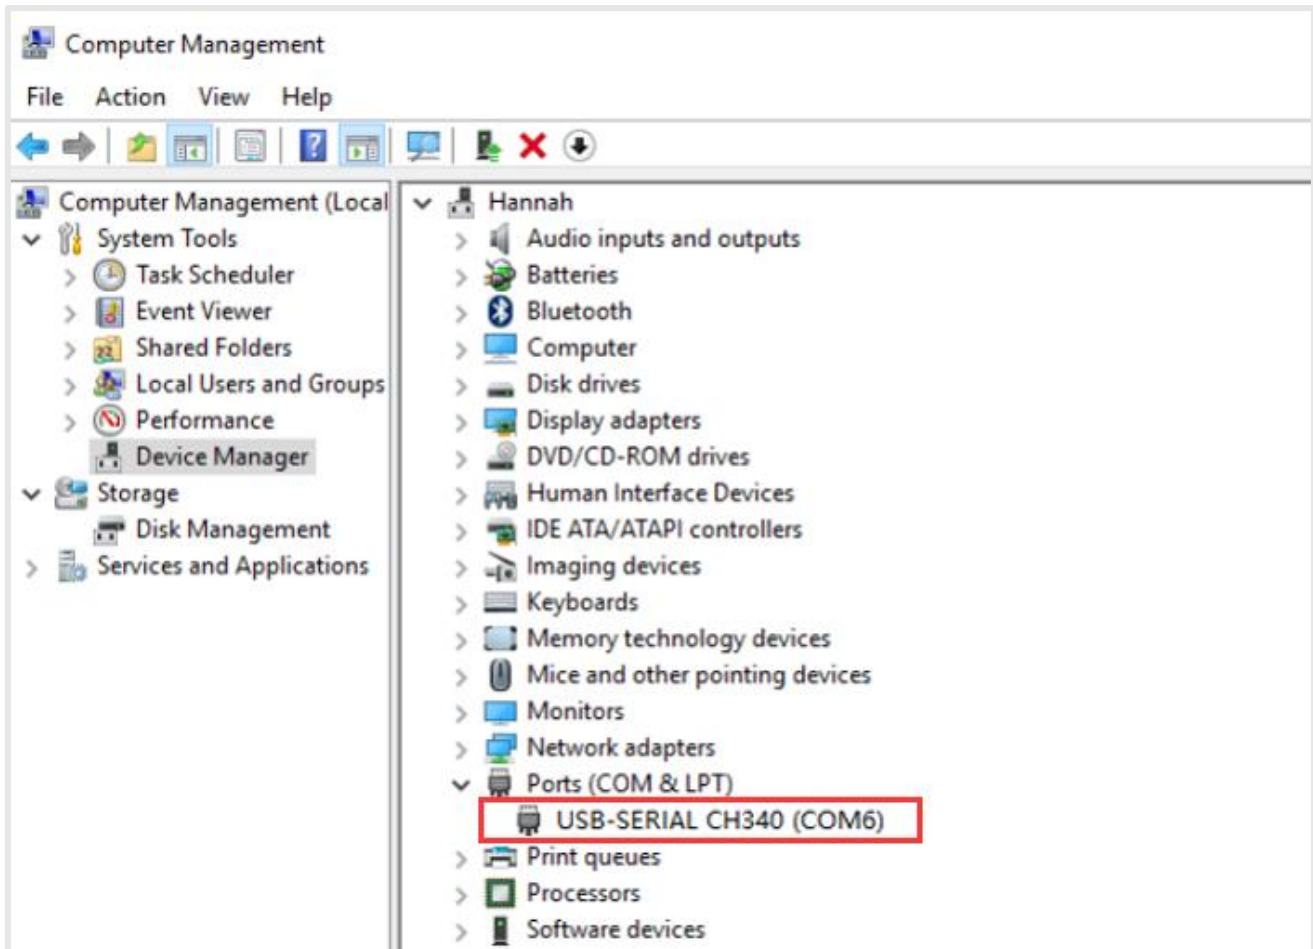 Computer Management
File Action View Help
Computer Management (Local
System Tools
Task Scheduler
Event Viewer
Shared Folders
Local Users and Groups
Performance
Device Manager
Storage
Disk Management
Services and Applications
Hannah
Audio inputs and outputs
Batteries
Bluetooth
Computer
Disk drives
Display adapters
DVD/CD-ROM drives
Human Interface Devices
IDE ATA/ATAPI controllers
Imaging devices
Keyboards
Memory technology devices
Mice and other pointing devices
Monitors
Network adapters
Ports (COM & LPT)
USB-SERIAL CH340 (COM6)
Print queues
Processors
Software devices